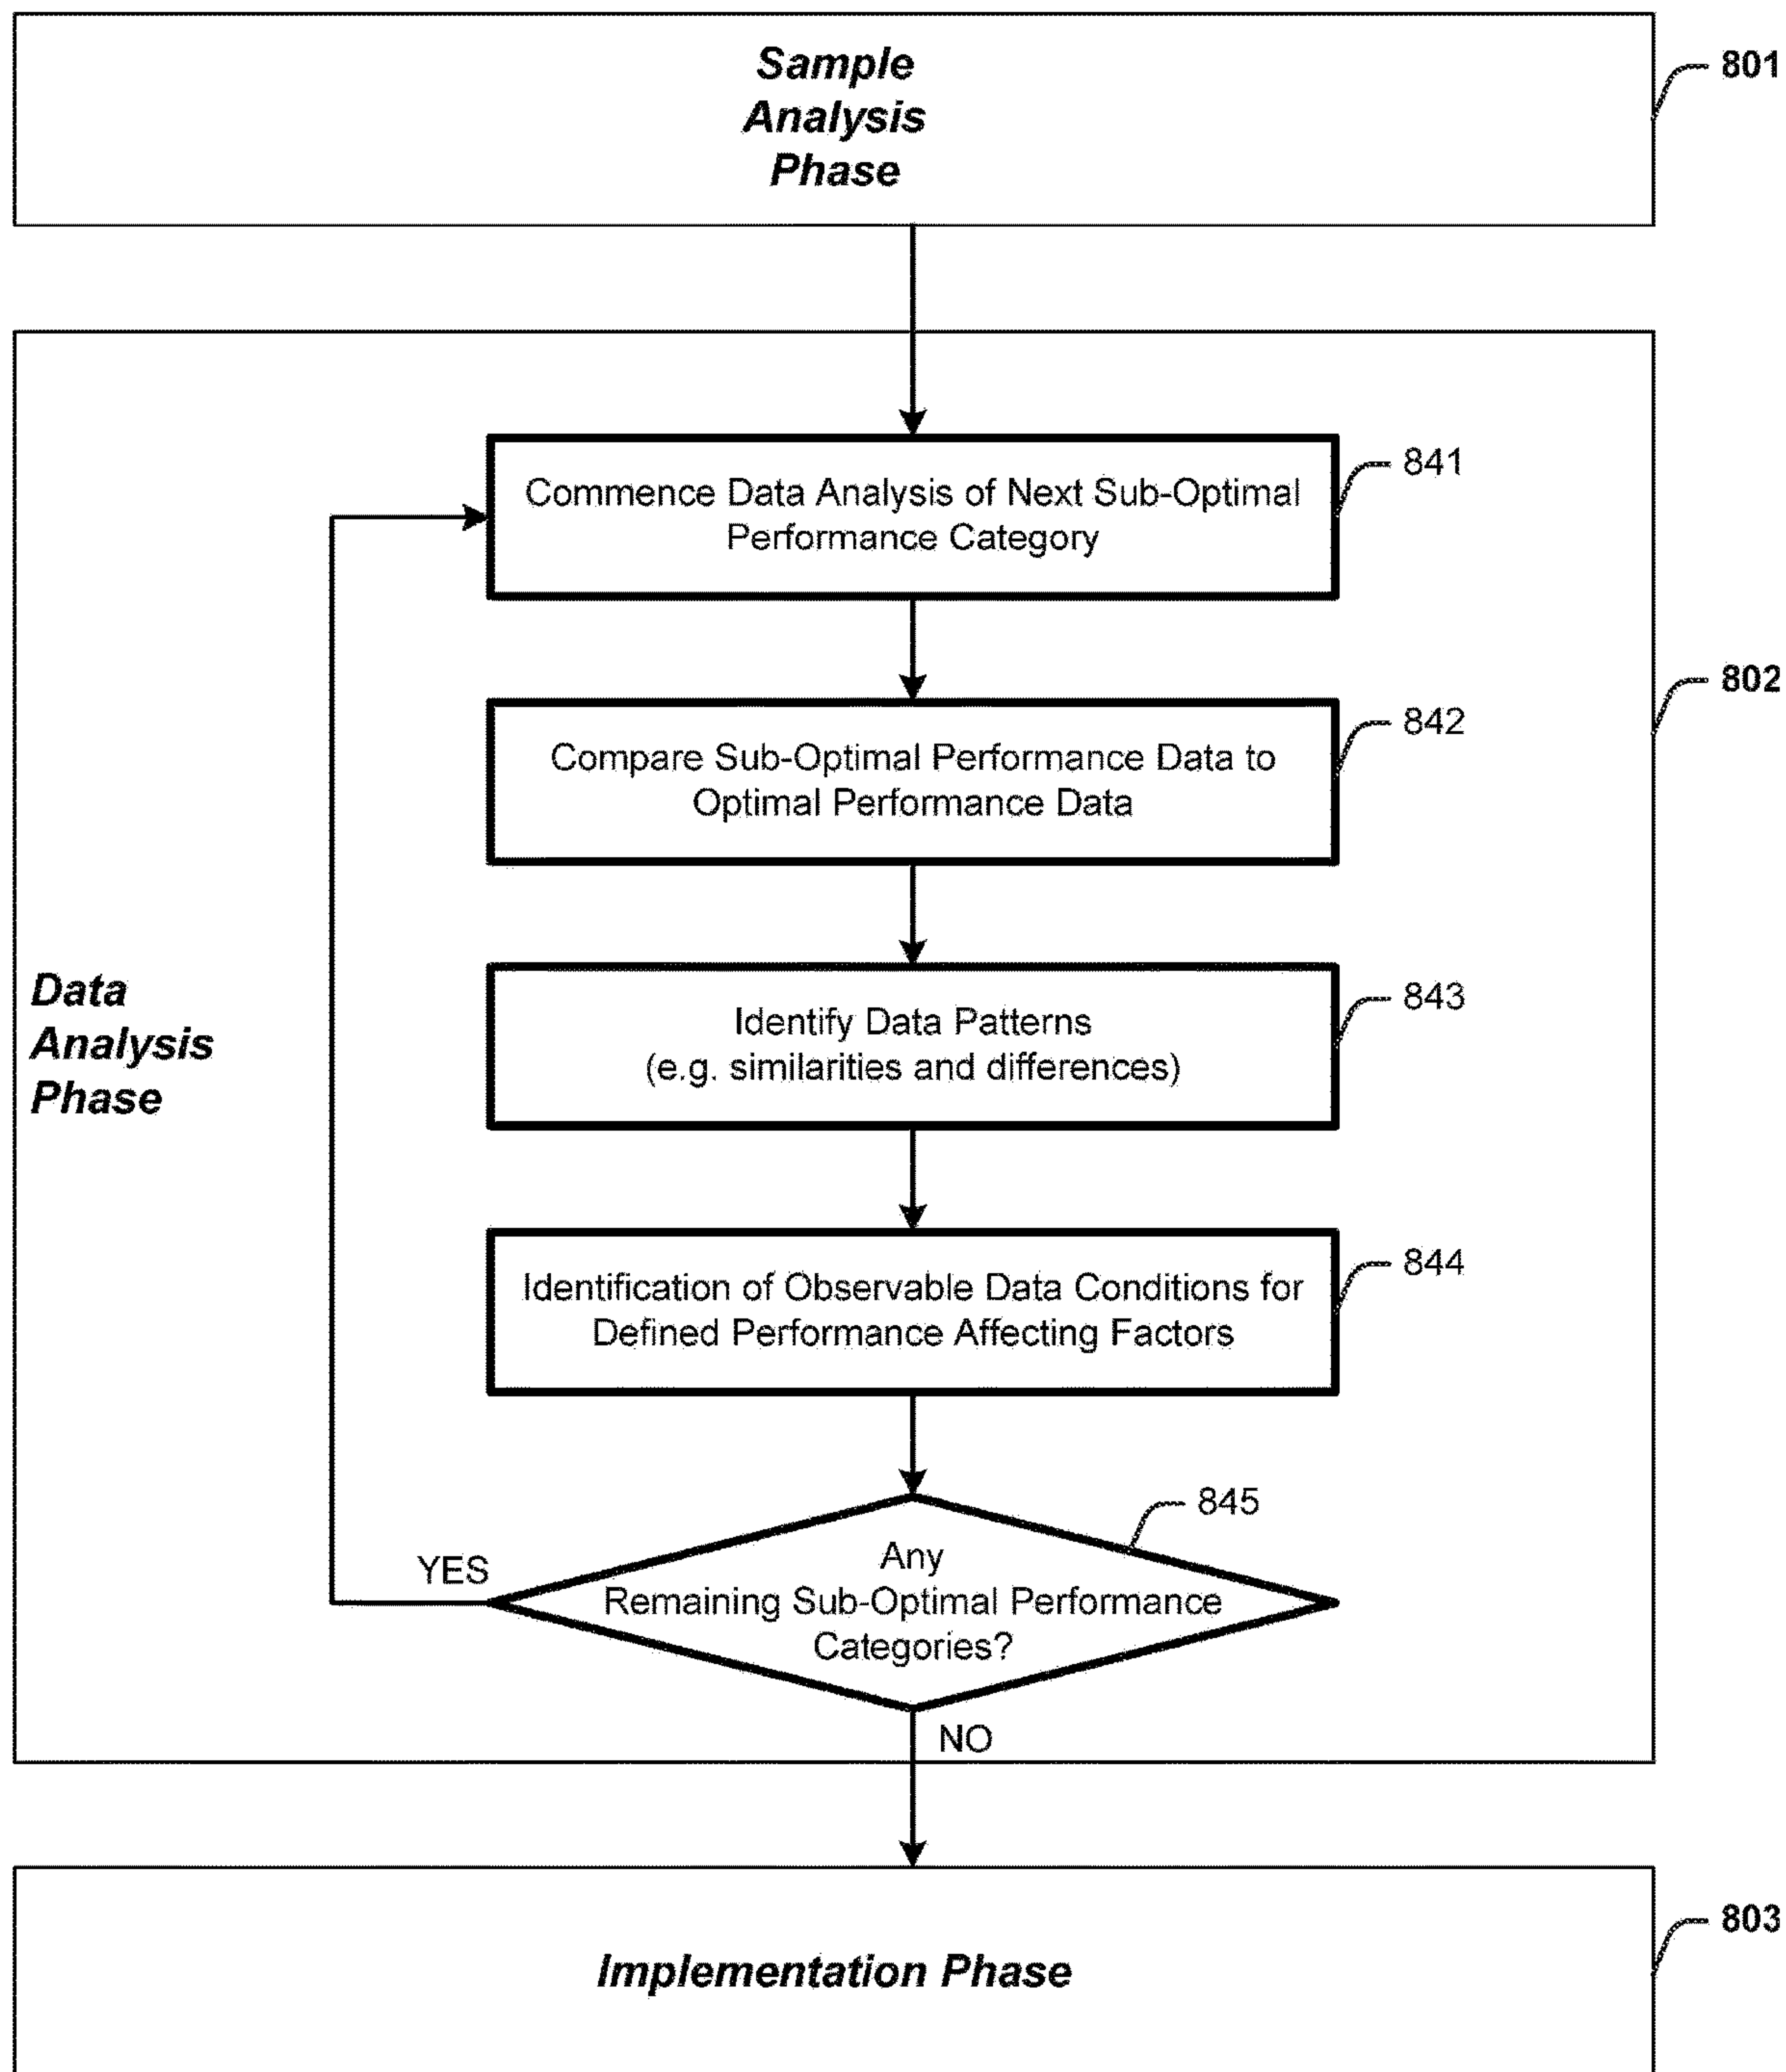 Sample
Analysis
Phase
801
841
Commence Data Analysis of Next Sub-Optimal
Performance Category
802
842
Compare Sub-Optimal Performance Data to
Optimal Performance Data
Data
Analysis
Phase
843
Identify Data Patterns
(e.g. similarities and differences)
844
Identification of Observable Data Conditions for
Defined Performance Affecting Factors
845
YES
Any
Remaining Sub-Optimal Performance
Categories?
NO
803
Implementation Phase